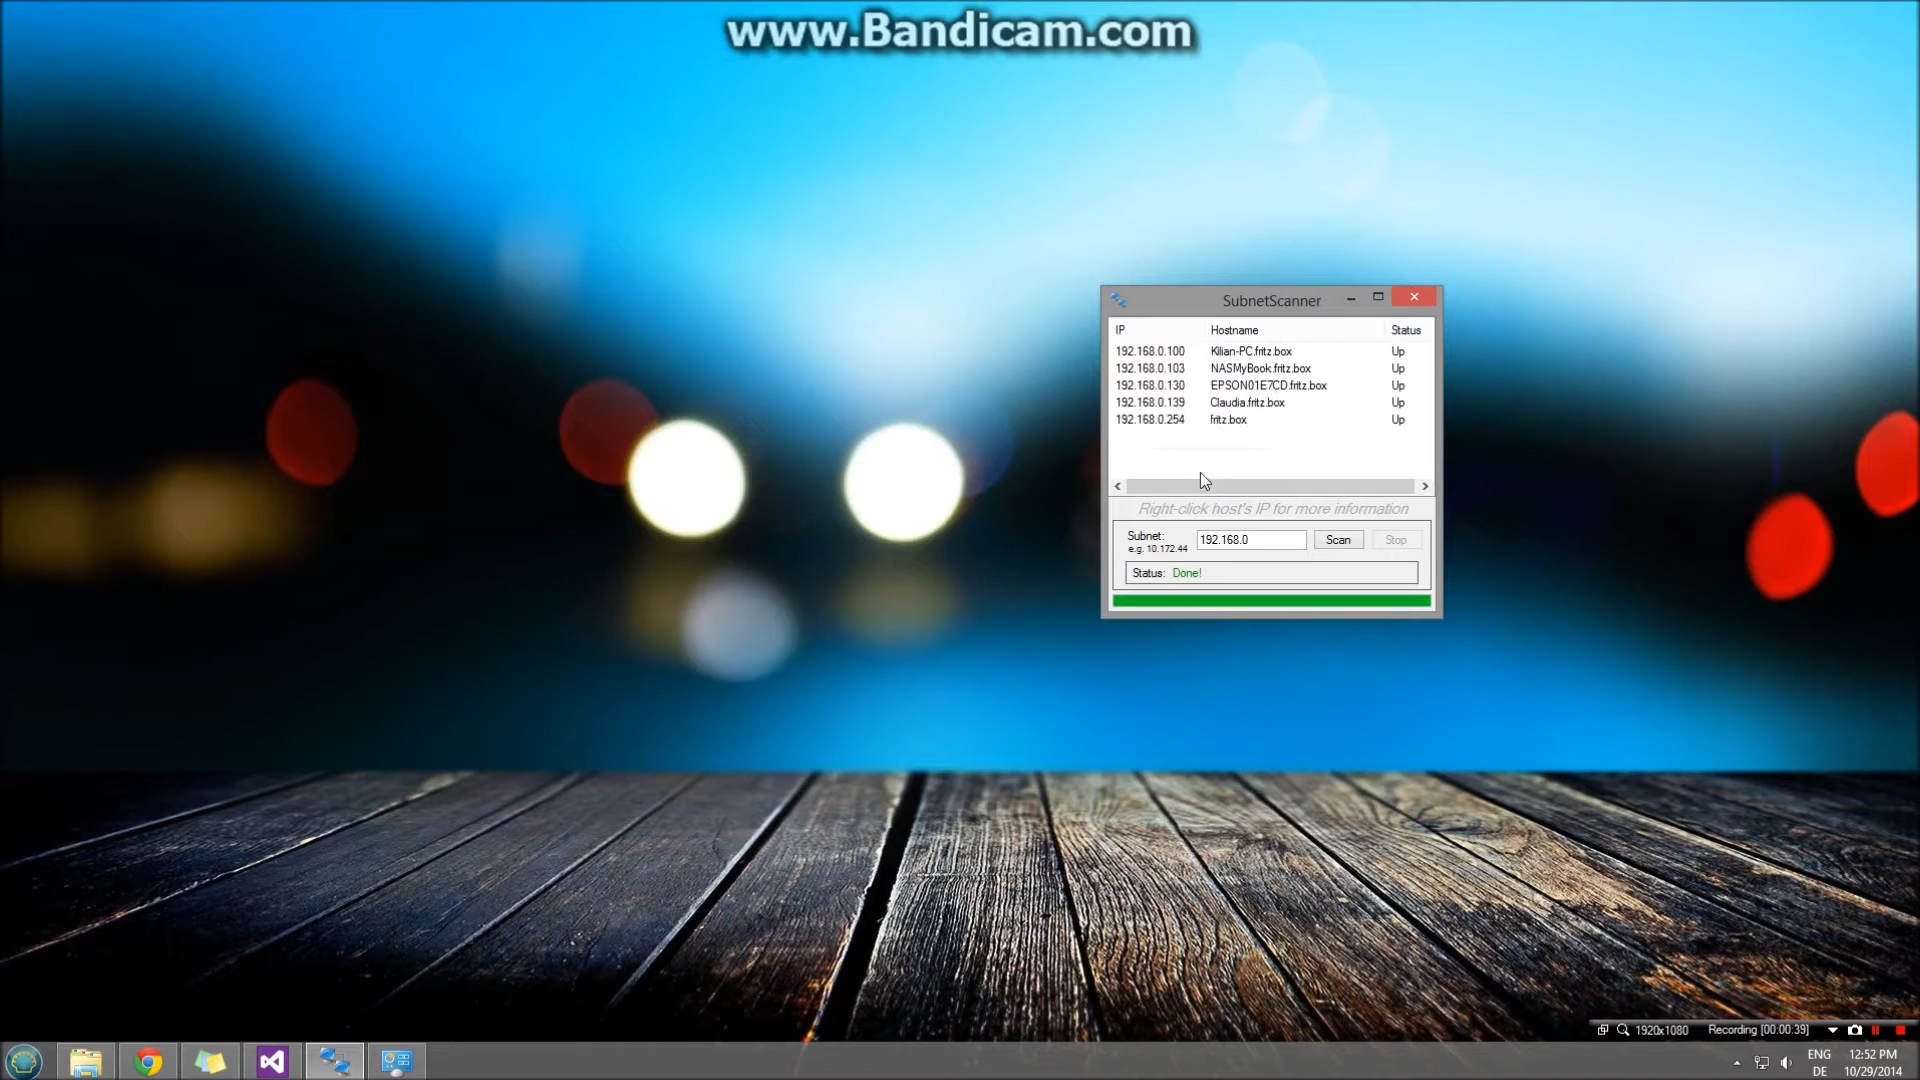 www.Bandicam.com
SubnetScanner
IP Hostname Status
192.168.0.100 Kilian-PC.fritz.box Up
192.168.0.103 NASMyBook.fritz.box Up
192.168.0.130 EPSON01E7CD.fritz.box Up
192.168.0.139 Claudia.fritz.box Up
192.168.0.254 fritz.box Up
Right-click host's IP for more information
Subnet: 192.168.0 Scan Stop
e.g. 10.172.44
Status: Done!
1920x1080 Recording [00:00:39]
ENG 12:52 PM
DE 10/29/2014